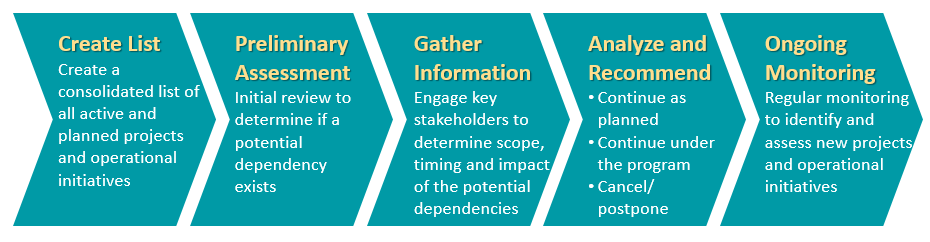 Create List
Create a
consolidated list of
all active and
planned projects
and operational
initiatives
Preliminary
Assessment
Initial review to
determine if a
potential
dependency
exists
Gather
Information
Engage key
stakeholders to
determine scope,
timing and impact
of the potential
dependencies
Analyze and
Recommend
• Continue as
planned
• Continue under
the program
• Cancel/
postpone
Ongoing
Monitoring
Regular monitoring
to identify and
assess new projects
and operational
initiatives